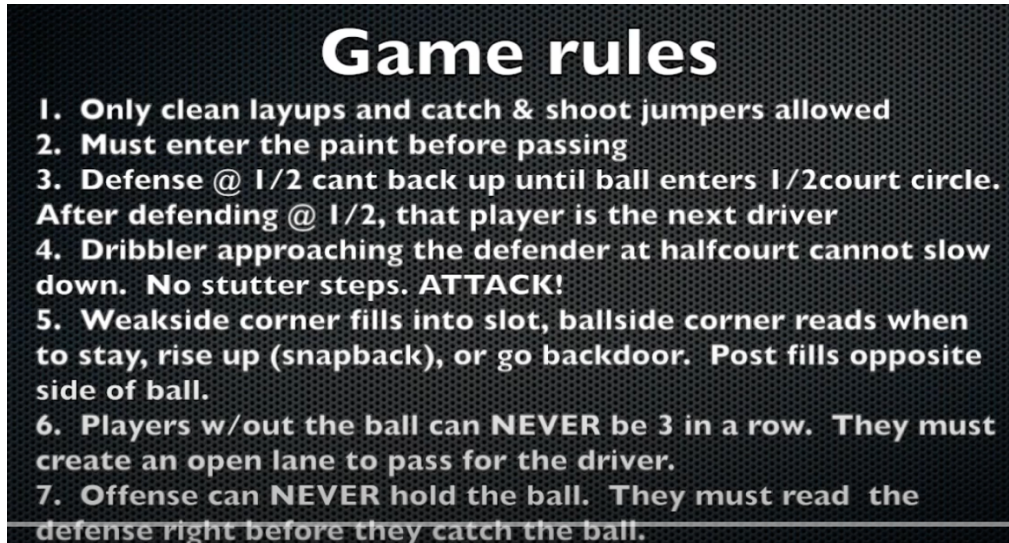 Game rules
1. Only clean layups and catch & shoot jumpers allowed
2. Must enter the paint before passing
3. Defense @ 1/2 cant back up until ball enters 1/2court circle.
After defending @ 1/2, that player is the next driver
4. Dribbler approaching the defender at halfcourt cannot slow
down. No stutter steps. ATTACK!
5. Weakside corner fills into slot, ballside corner reads when
to stay, rise up (snapback), or go backdoor. Post fills opposite
side of ball.
6. Players w/out the ball can NEVER be 3 in a row. They must
create an open lane to pass for the driver.
7. Offense can NEVER hold the ball. They must read the
defense right before they catch the ball.